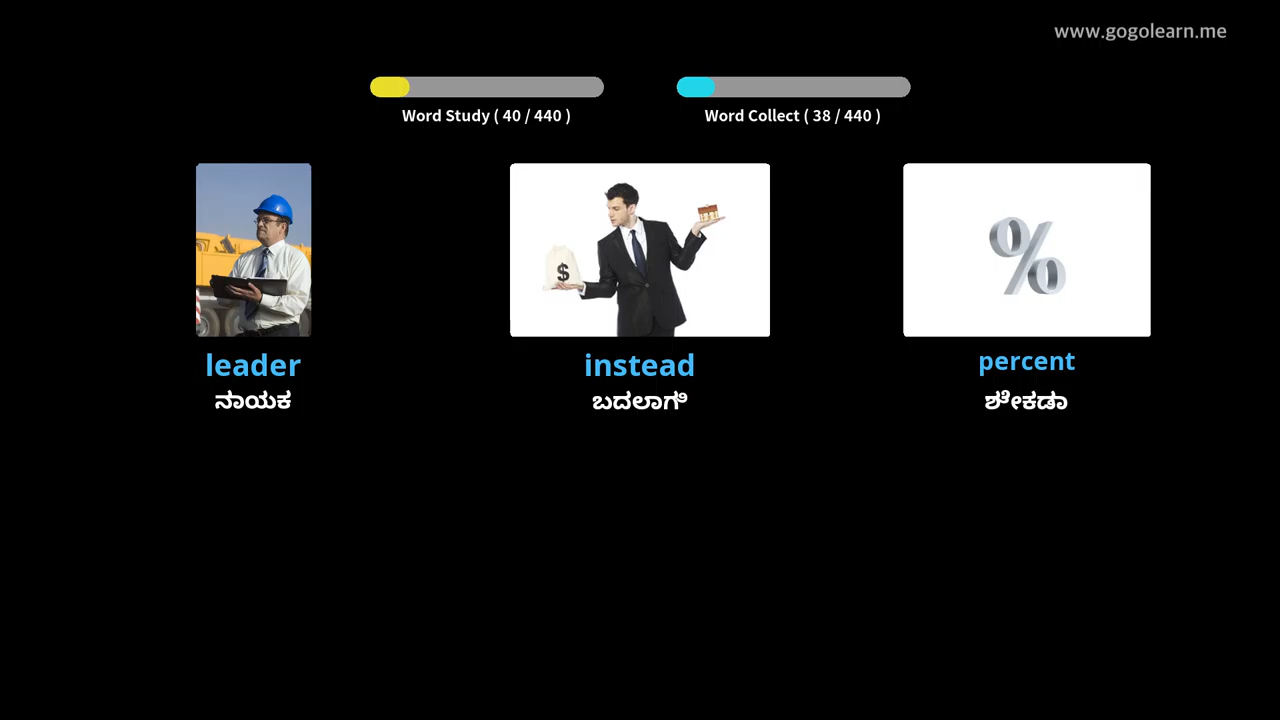 www.gogolearn.me
Word Study ( 40 / 440 )
Word Collect ( 38 / 440 )
$
%
leader
instead
percent
ನಾಯಕ
ಬದಲಾಗಿ
ಶೇಕಡಾ